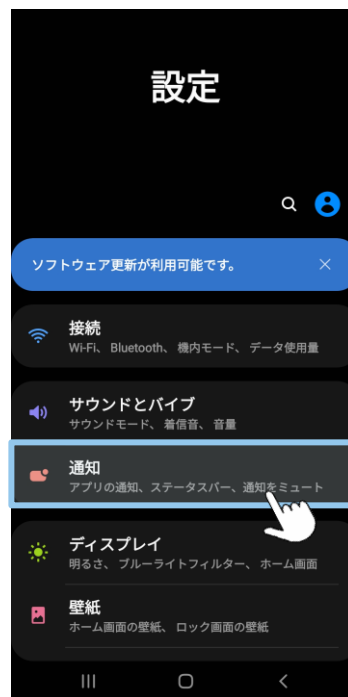 設定
ソフトウェア更新が利用可能です。
接続
Wi-Fi、 Bluetooth、 機内モード、 データ使用量
サウンドとバイブ
サウンドモード、 着信音、 音量
通知
アプリの通知、ステータスバー、通知をミュート
ディスプレイ
明るさ、 ブルーライトフィルター、 ホーム画面
壁紙
ホーム画面の壁紙、 ロック画面の壁紙